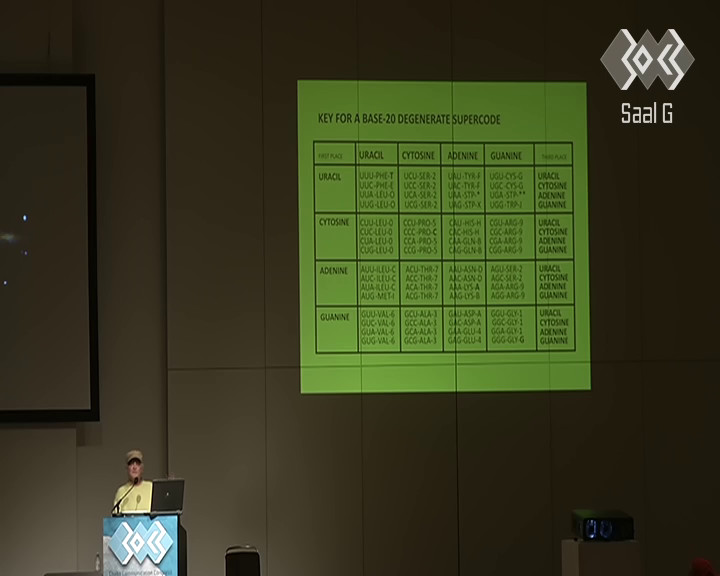 Saal G
KEY FOR A BASE-20 DEGENERATE SUPERCODE
FIRST PLACE URACIL CYTOSINE ADENINE GUANINE THIRD PLACE
URACIL UUU-PHE-T UCU-SER-2 UAU-TYR-F UGU-CYS-G URACIL
UUC-PHE-E UCC-SER-2 UAC-TYR-F UGC-CYS-G CYTOSINE
UUA-LEU-O UCA-SER-2 UAA-STP-* UGA-STP-** ADENINE
UUG-LEU-O UCG-SER-2 UAG-STP-X UGG-TRP-J GUANINE
CYTOSINE CUU-LEU-0 CCU-PRO-5 CAU-HIS-H CGU-ARG-9 URACIL
CUC-LEU-0 CCC-PRO-C CAC-HIS-H CGC-ARG-9 CYTOSINE
CUA-LEU-0 CCA-PRO-5 CAA-GLN-B CGA-ARG-9 ADENINE
CUG-LEU-0 CCG-PRO-5 CAG-GLN-B CGG-ARG-9 GUANINE
ADENINE AUU-ILEU-C ACU-THR-7 AAU-ASN-D AGU-SER-2 URACIL
AUC-ILEU-C ACC-THR-7 AAC-ASN-D AGC-SER-2 CYTOSINE
AUA-ILEU-C ACA-THR-7 AAA-LYS-A AGA-ARG-9 ADENINE
AUG-MET-I ACG-THR-7 AAG-LYS-8 AGG-ARG-9 GUANINE
GUANINE GUU-VAL-6 GCU-ALA-3 GAU-ASP-A GGU-GLY-1 URACIL
GUC-VAL-6 GCC-ALA-3 GAC-ASP-A GGC-GLY-1 CYTOSINE
GUA-VAL-6 GCA-ALA-3 GAA-GLU-4 GGA-GLY-1 ADENINE
GUG-VAL-6 GCG-ALA-3 GAG-GLU-4 GGG-GLY-G GUANINE